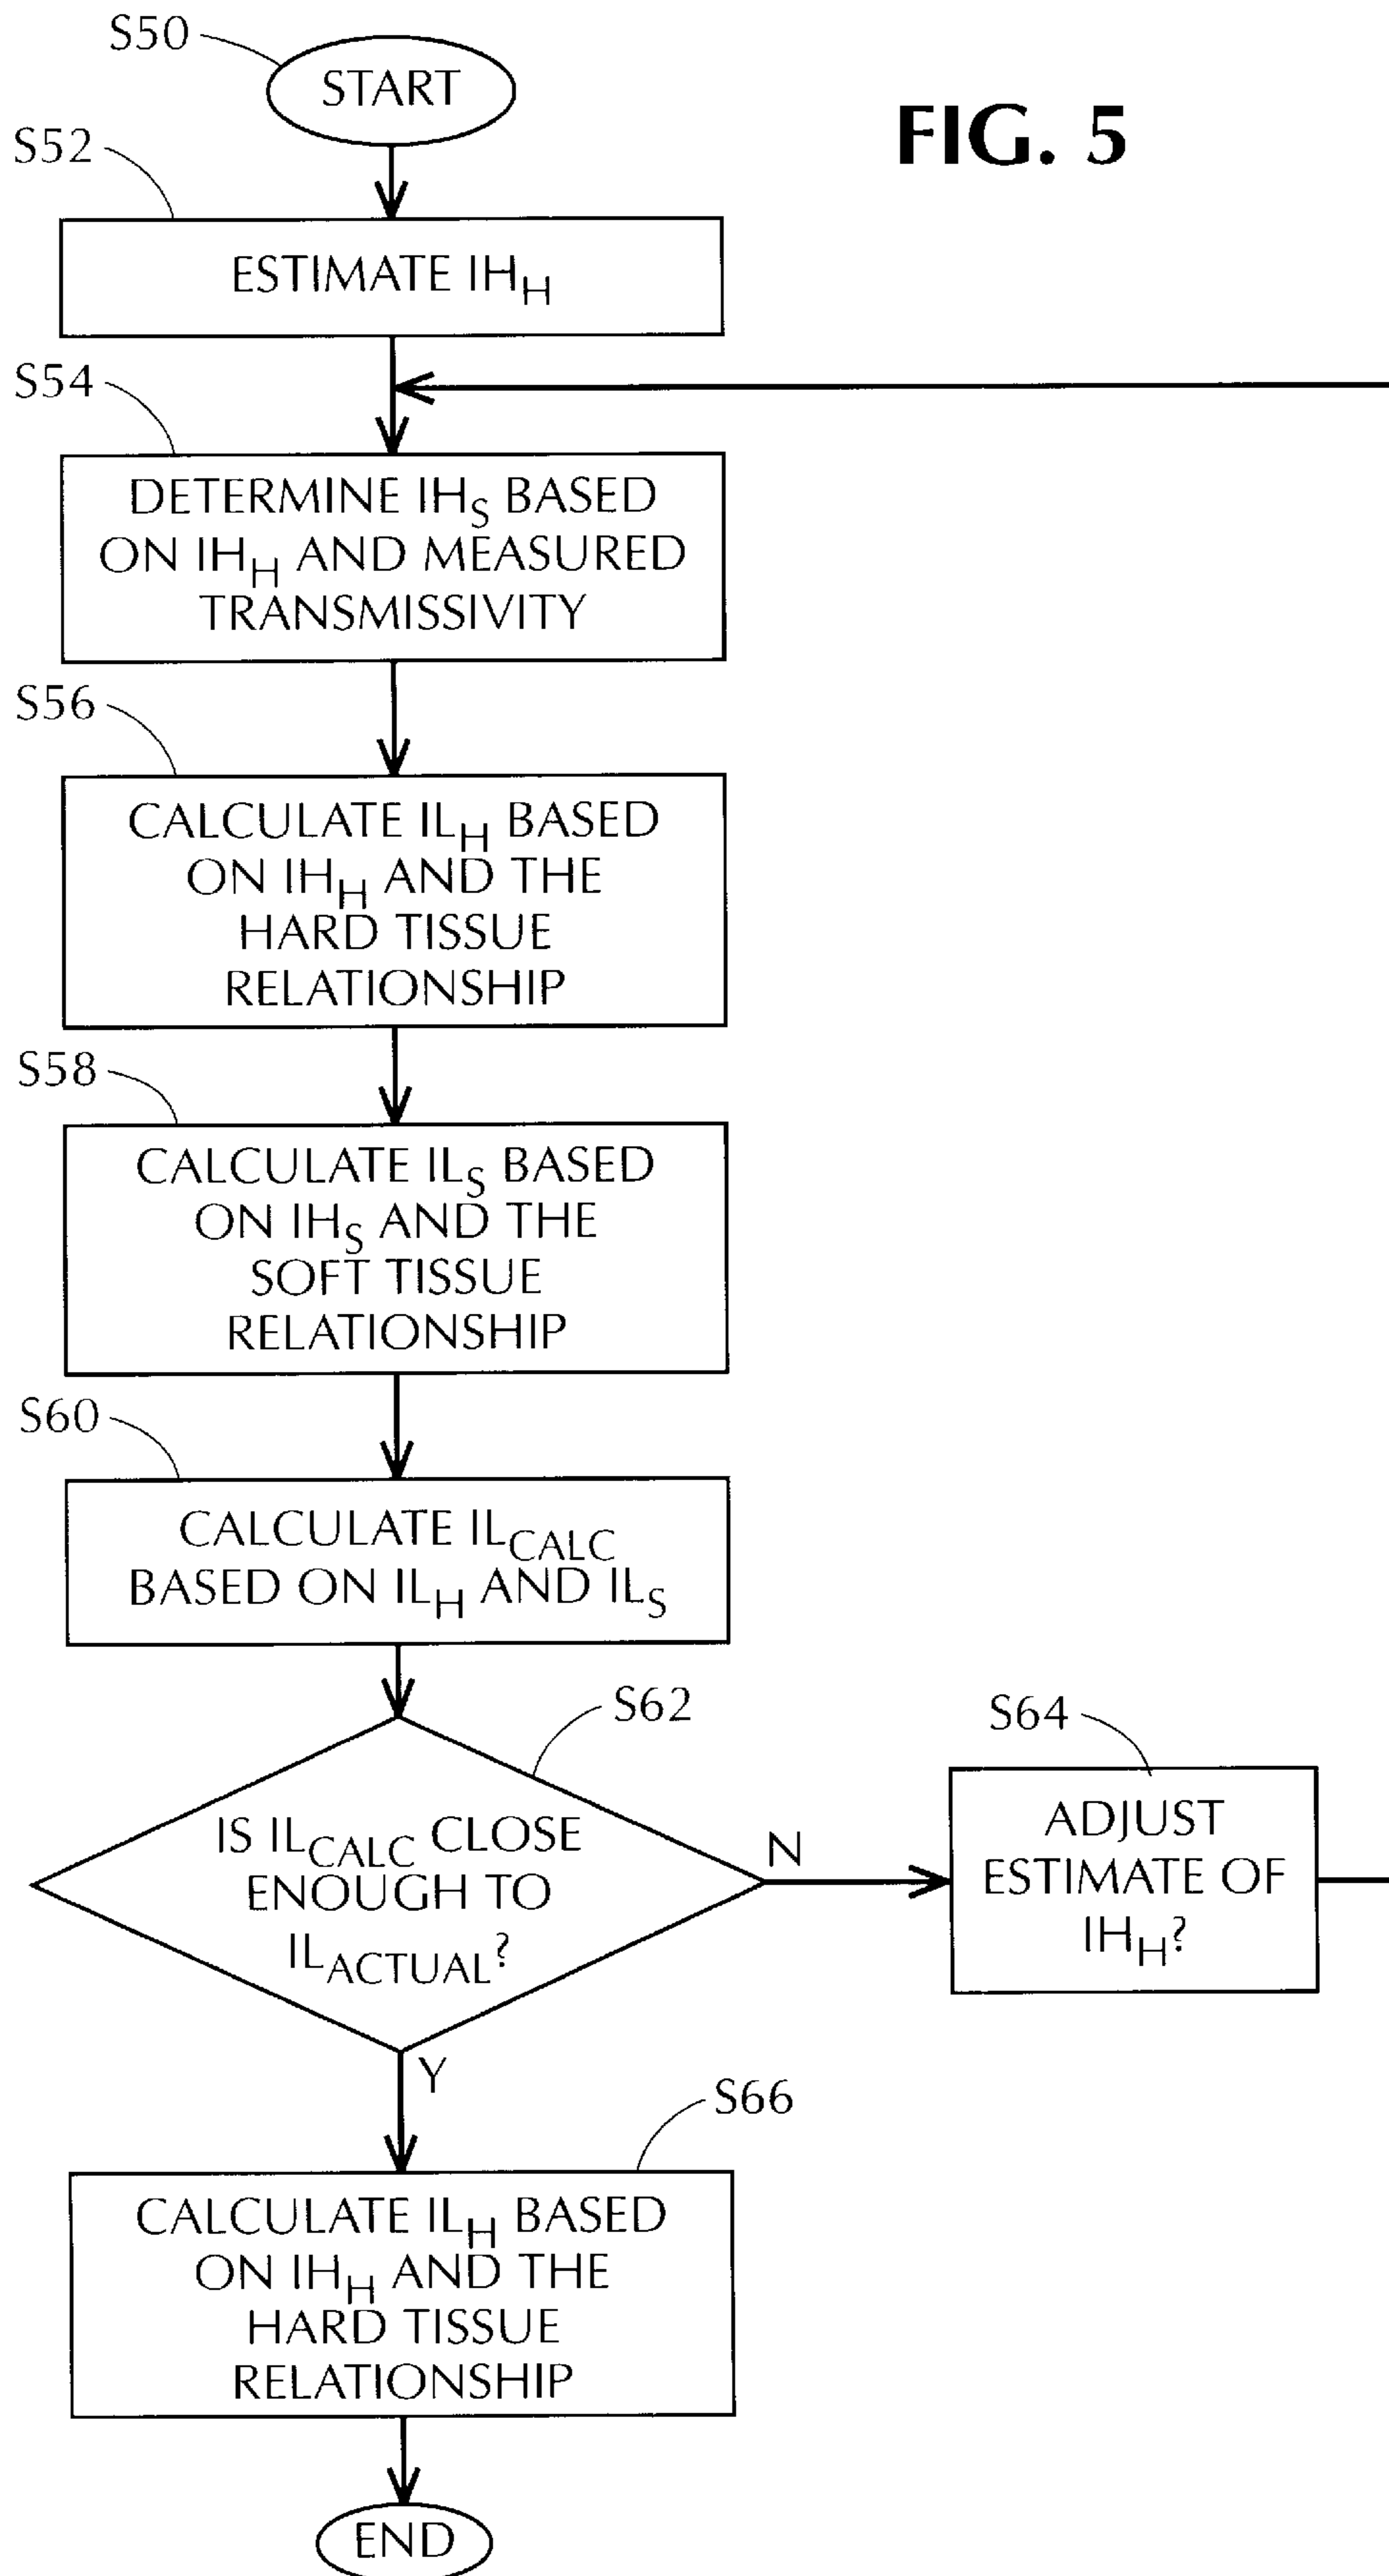 S50
START
FIG. 5
S52
ESTIMATE IH_H
S54
DETERMINE IH_S BASED
ON IH_H AND MEASURED
TRANSMISSIVITY
S56
CALCULATE IL_H BASED
ON IH_H AND THE
HARD TISSUE
RELATIONSHIP
S58
CALCULATE IL_S BASED
ON IH_S AND THE
SOFT TISSUE
RELATIONSHIP
S60
CALCULATE IL_CALC
BASED ON IL_H AND IL_S
S62
IS IL_CALC CLOSE
ENOUGH TO
IL_ACTUAL?
N
S64
ADJUST
ESTIMATE OF
IH_H?
Y
S66
CALCULATE IL_H BASED
ON IH_H AND THE
HARD TISSUE
RELATIONSHIP
END